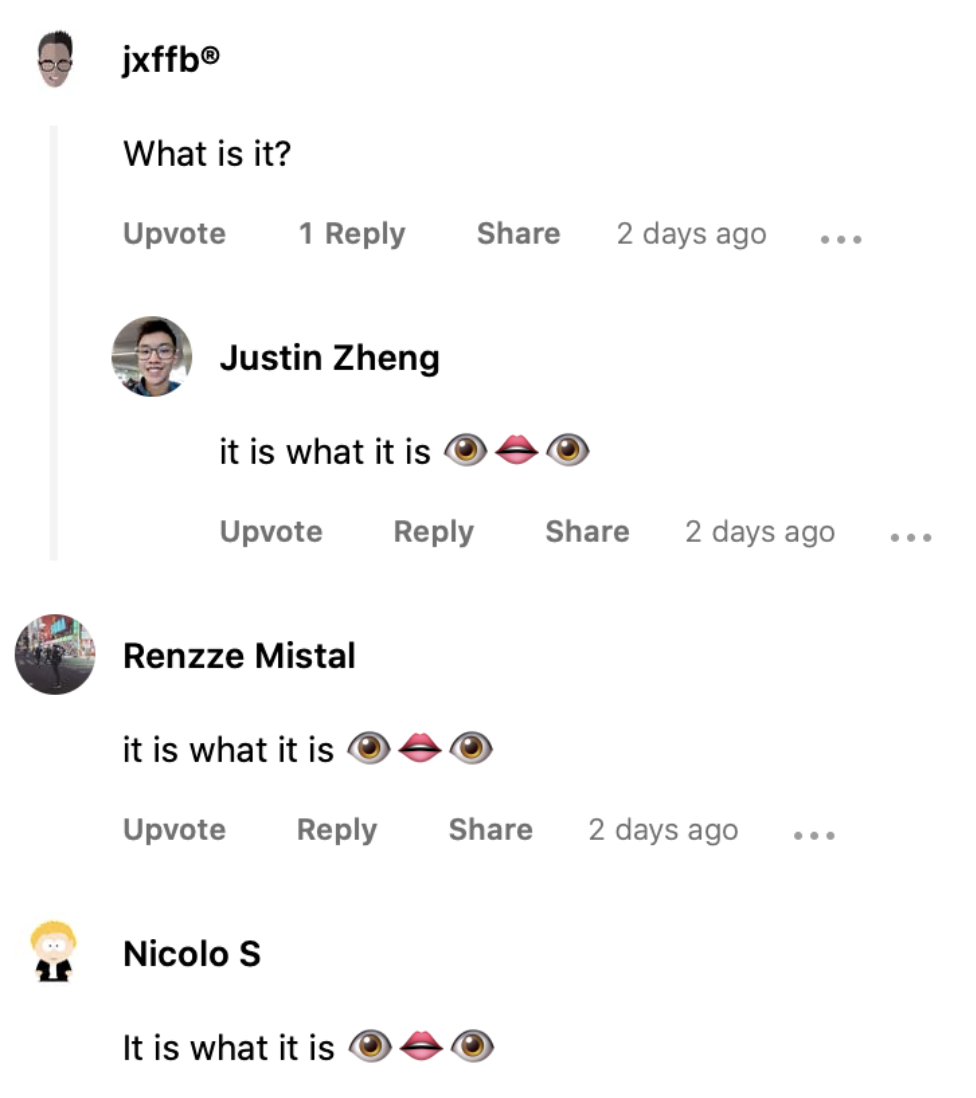 jxffb®
What is it?
Upvote 1 Reply Share 2 days ago ...
Justin Zheng
it is what it is 👁️👄👁️
Upvote Reply Share 2 days ago ...
Renzze Mistal
it is what it is 👁️👄👁️
Upvote Reply Share 2 days ago ...
Nicolo S
It is what it is 👁️👄👁️